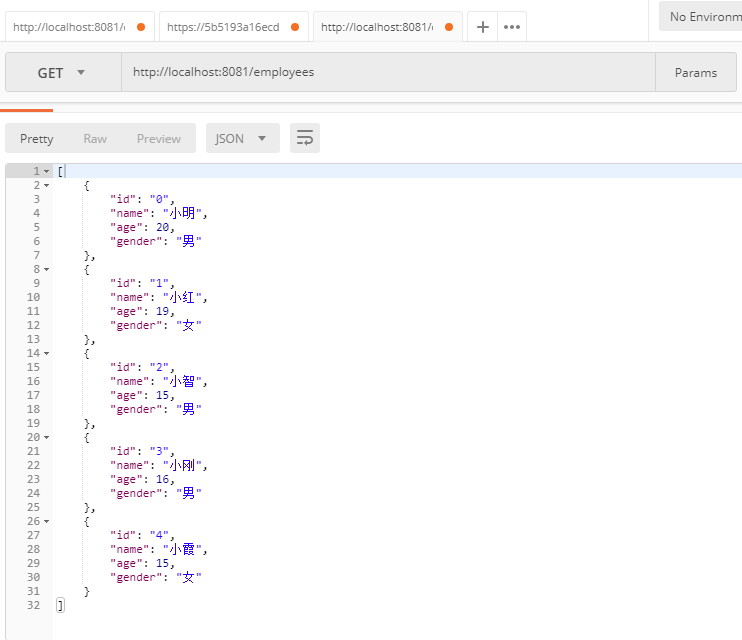 http://localhost:8081/ https://5b5193a16ecd http://localhost:8081/ + ••• No Environm
GET http://localhost:8081/employees Params
Pretty Raw Preview JSON
1 [
2 {
3 "id": "0",
4 "name": "小明",
5 "age": 20,
6 "gender": "男"
7 },
8 {
9 "id": "1",
10 "name": "小红",
11 "age": 19,
12 "gender": "女"
13 },
14 {
15 "id": "2",
16 "name": "小智",
17 "age": 15,
18 "gender": "男"
19 },
20 {
21 "id": "3",
22 "name": "小刚",
23 "age": 16,
24 "gender": "男"
25 },
26 {
27 "id": "4",
28 "name": "小霞",
29 "age": 15,
30 "gender": "女"
31 }
32 ]